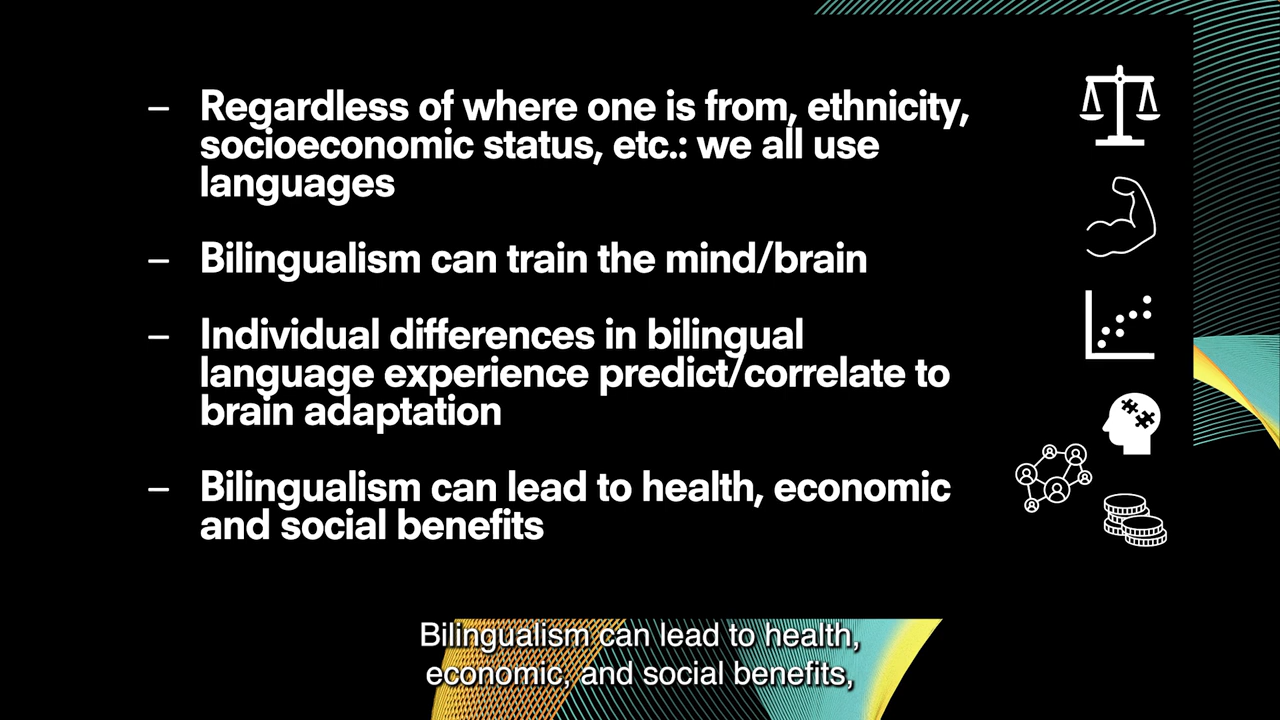 – Regardless of where one is from, ethnicity,
socioeconomic status, etc.: we all use
languages
– Bilingualism can train the mind/brain
– Individual differences in bilingual
language experience predict/correlate to
brain adaptation
– Bilingualism can lead to health, economic
and social benefits
Bilingualism can lead to health,
economic, and social benefits,